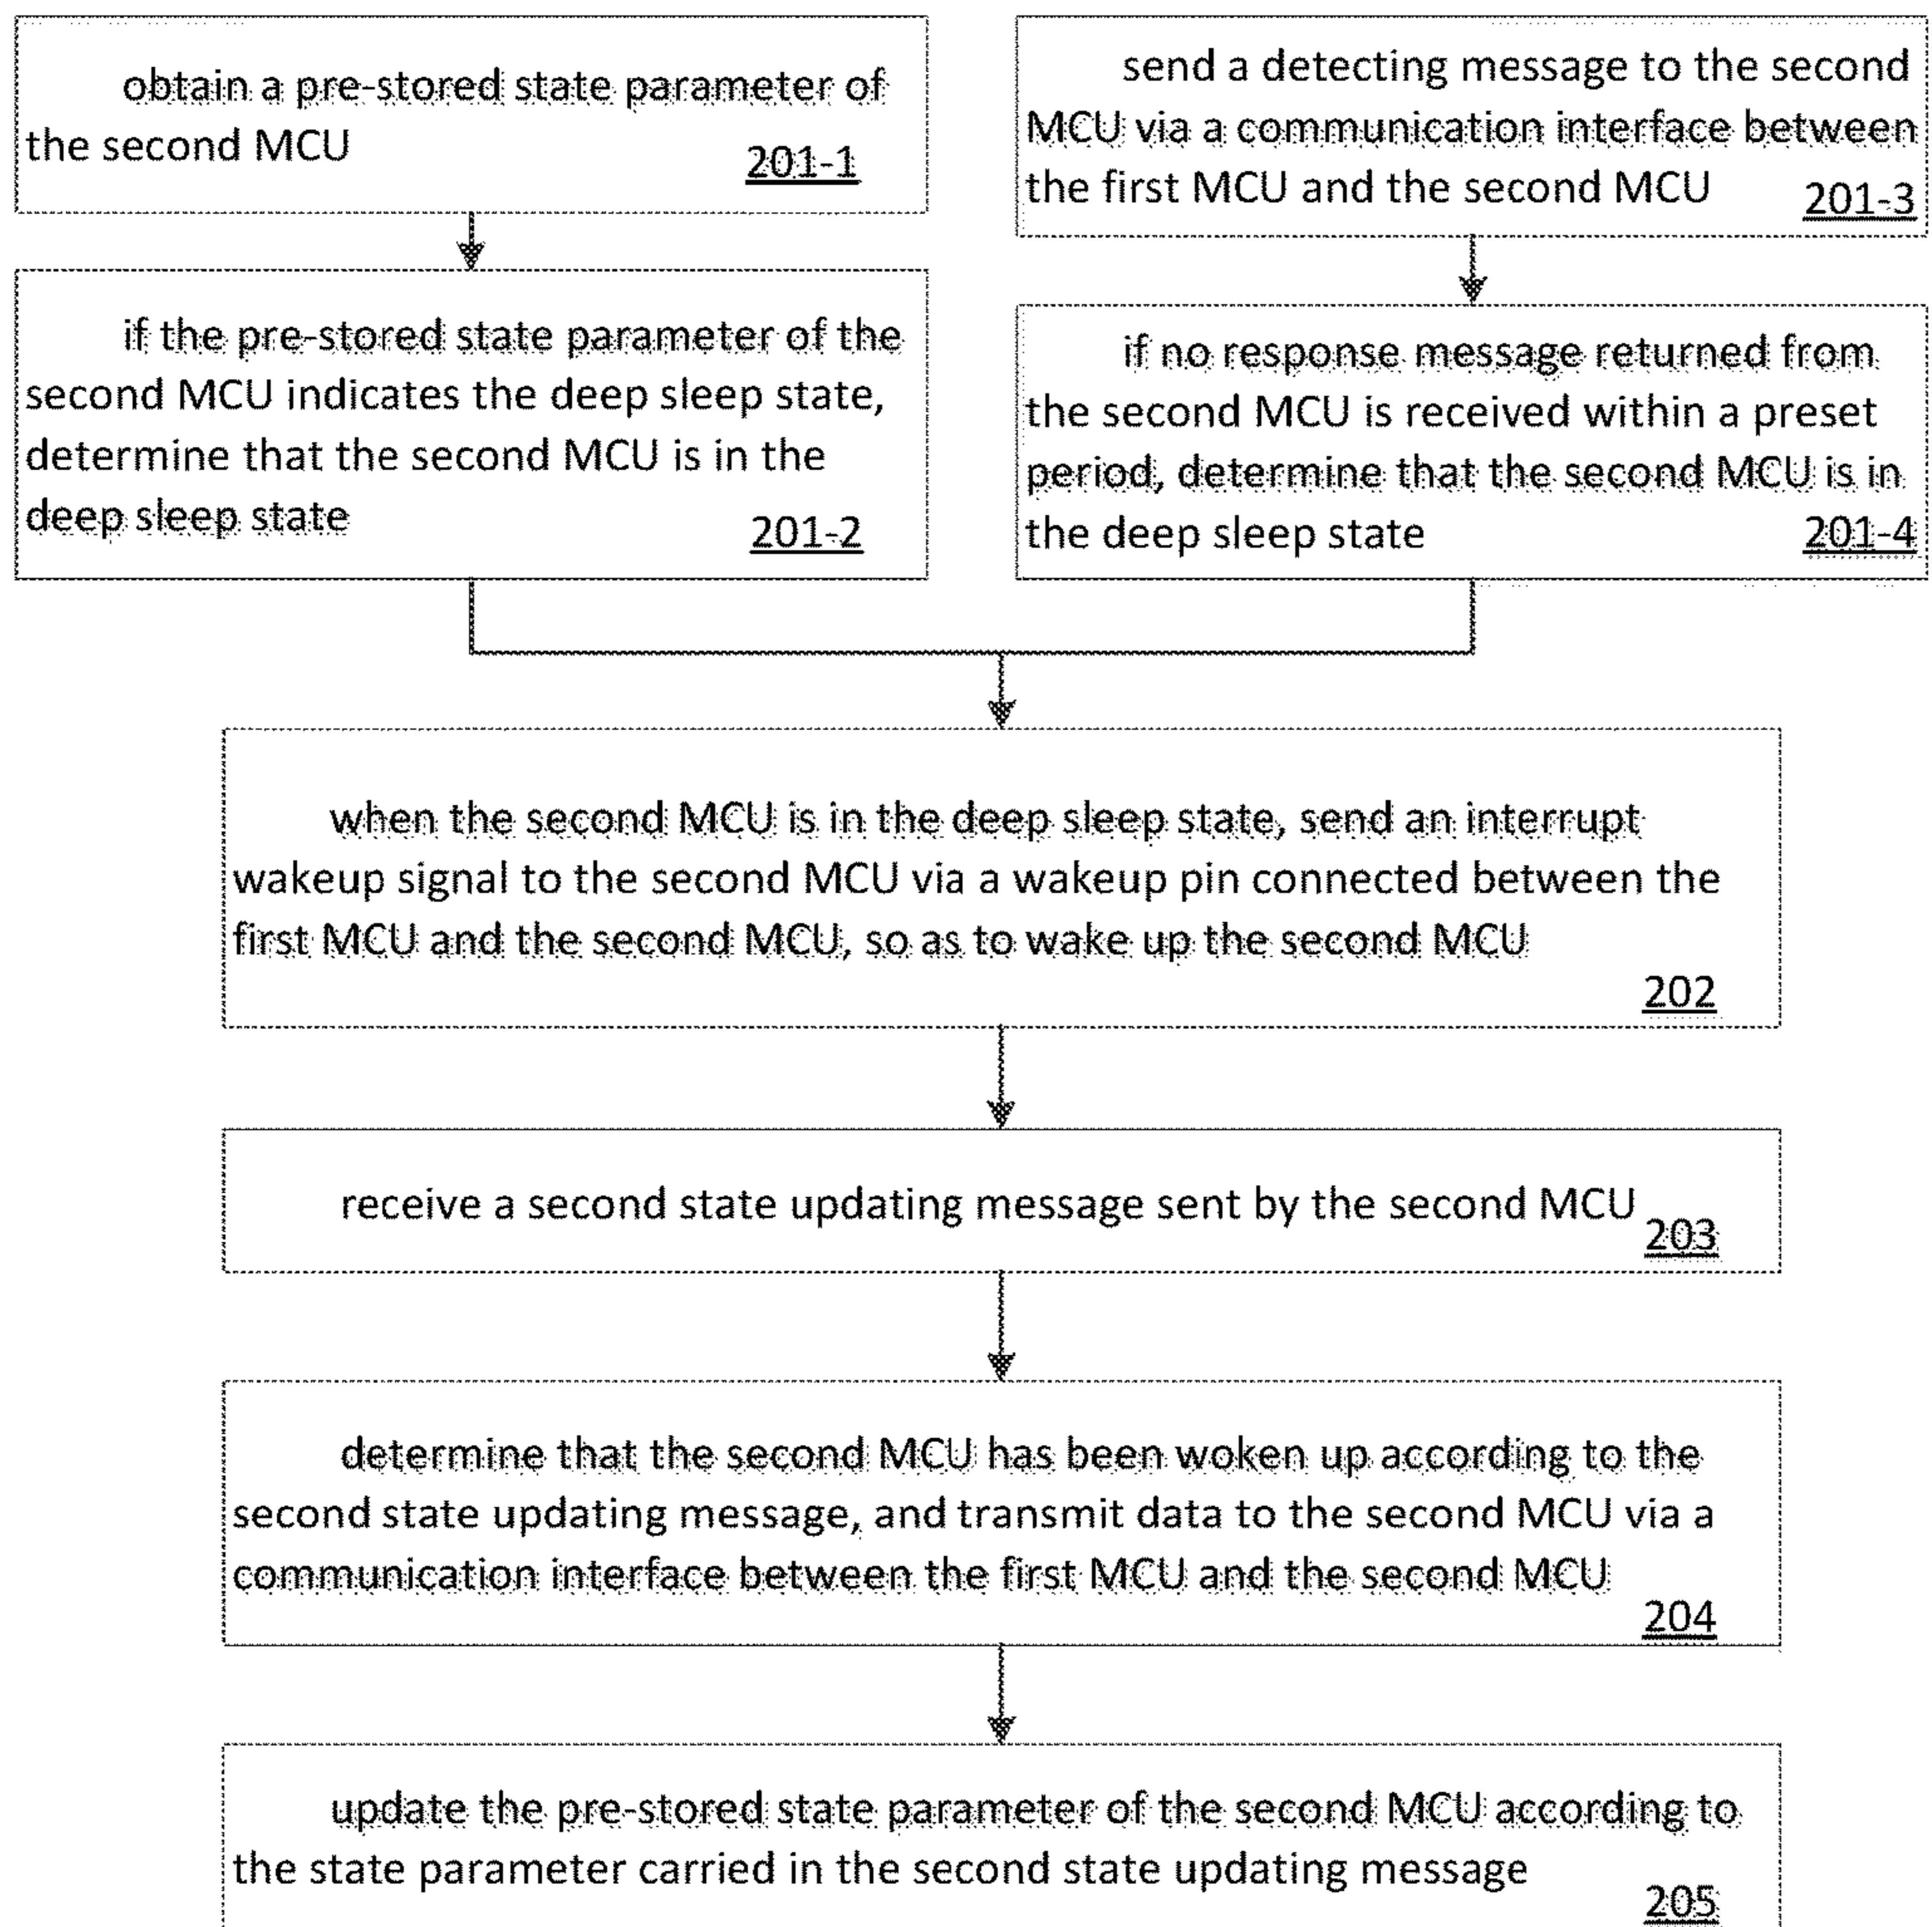 obtain a pre-stored state parameter of
the second MCU
201-1
send a detecting message to the second
MCU via a communication interface between
the first MCU and the second MCU
201-3
if the pre-stored state parameter of the
second MCU indicates the deep sleep state,
determine that the second MCU is in the
deep sleep state
201-2
if no response message returned from
the second MCU is received within a preset
period, determine that the second MCU is in
the deep sleep state
201-4
when the second MCU is in the deep sleep state, send an interrupt
wakeup signal to the second MCU via a wakeup pin connected between the
first MCU and the second MCU, so as to wake up the second MCU
202
receive a second state updating message sent by the second MCU
203
determine that the second MCU has been woken up according to the
second state updating message, and transmit data to the second MCU via a
communication interface between the first MCU and the second MCU
204
update the pre-stored state parameter of the second MCU according to
the state parameter carried in the second state updating message
205